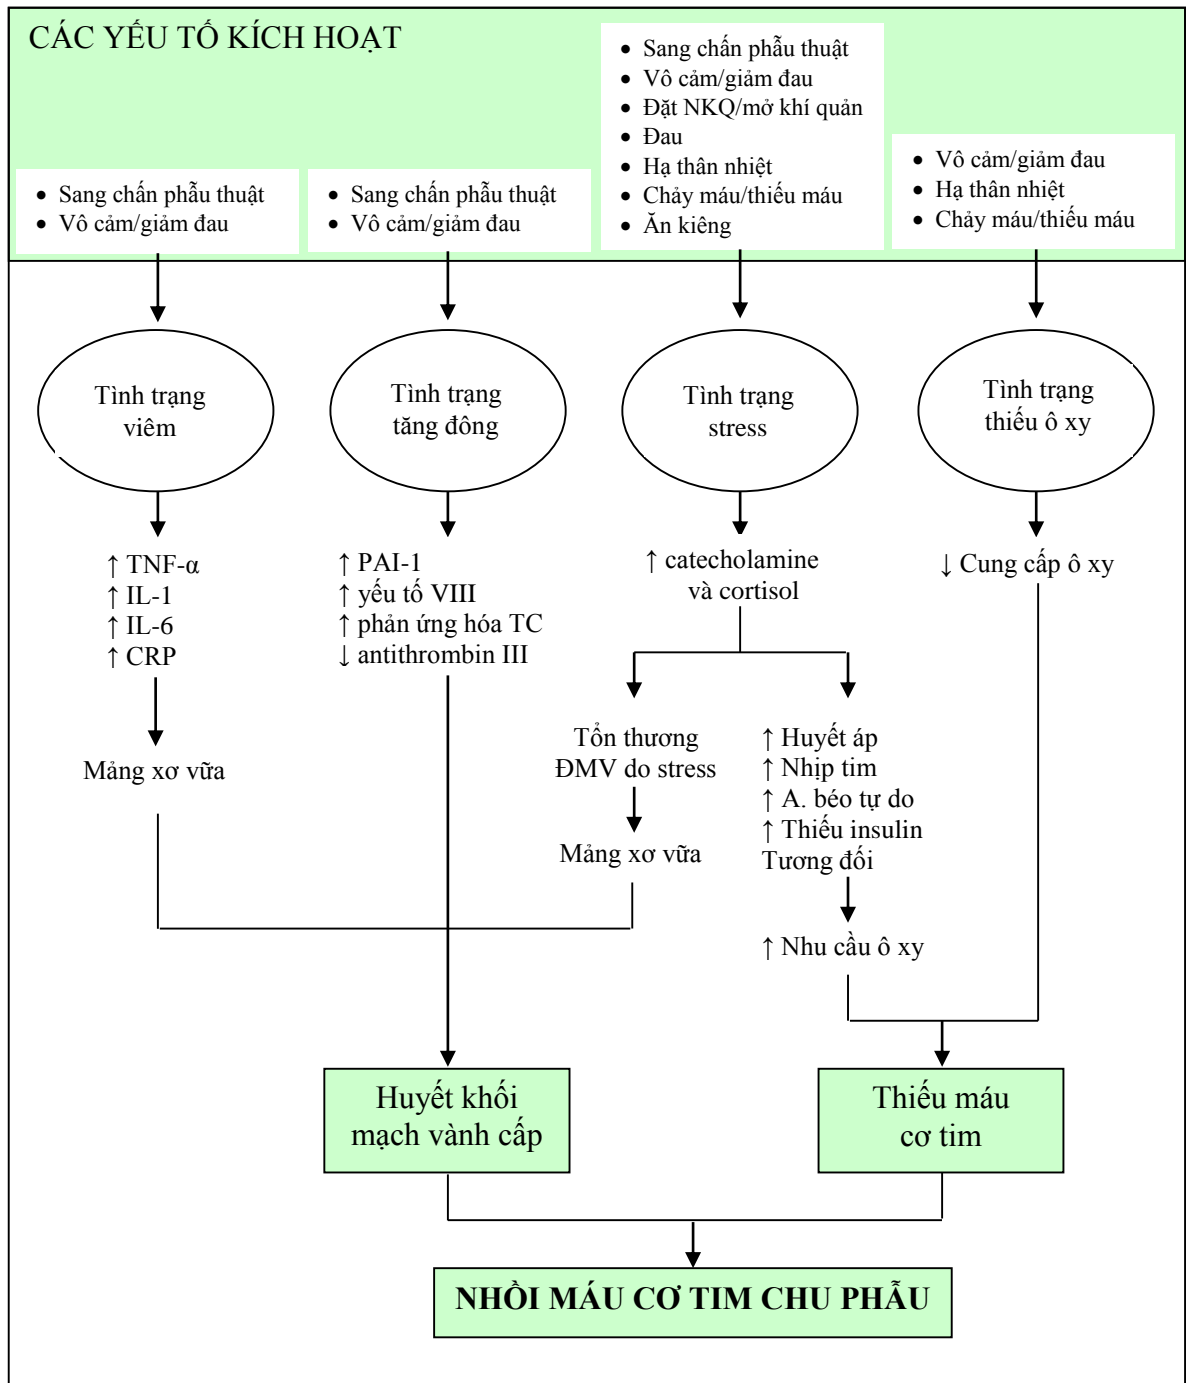 CÁC YẾU TỐ KÍCH HOẠT
• Sang chấn phẫu thuật
• Vô cảm/giảm đau
• Sang chấn phẫu thuật
• Vô cảm/giảm đau
• Sang chấn phẫu thuật
• Vô cảm/giảm đau
• Đặt NKQ/mở khí quản
• Đau
• Hạ thân nhiệt
• Chảy máu/thiếu máu
• Ăn kiêng
• Vô cảm/giảm đau
• Hạ thân nhiệt
• Chảy máu/thiếu máu
Tình trạng
viêm
Tình trạng
tăng đông
Tình trạng
stress
Tình trạng
thiếu ô xy
↑ TNF-α
↑ IL-1
↑ IL-6
↑ CRP
↑ PAI-1
↑ yếu tố VIII
↑ phản ứng hóa TC
↓ antithrombin III
↑ catecholamine
và cortisol
↓ Cung cấp ô xy
Mảng xơ vữa
Tổn thương
ĐMV do stress
Mảng xơ vữa
↑ Huyết áp
↑ Nhịp tim
↑ A. béo tự do
↑ Thiếu insulin
Tương đối
↑ Nhu cầu ô xy
Huyết khối
mạch vành cấp
Thiếu máu
cơ tim
NHỒI MÁU CƠ TIM CHU PHẪU